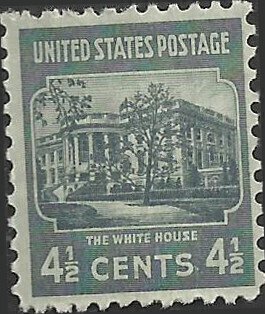 UNITED STATES POSTAGE
THE WHITE HOUSE
4½ CENTS 4½